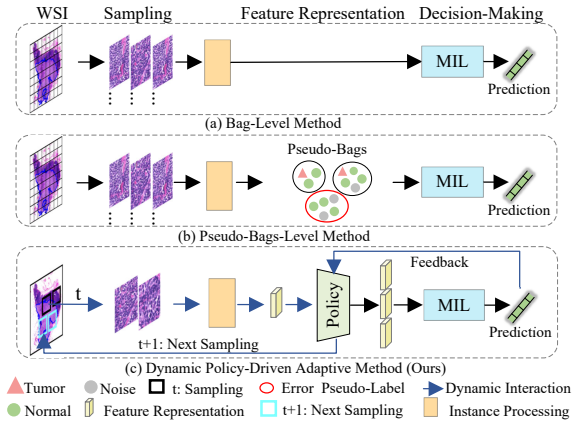 WSI Sampling Feature Representation Decision-Making
MIL
Prediction
(a) Bag-Level Method
Pseudo-Bags
MIL
Prediction
(b) Pseudo-Bags-Level Method
Feedback
t
Policy
MIL
Prediction
t+1: Next Sampling
(c) Dynamic Policy-Driven Adaptive Method (Ours)
Tumor Noise t: Sampling Error Pseudo-Label Dynamic Interaction
Normal Feature Representation t+1: Next Sampling Instance Processing